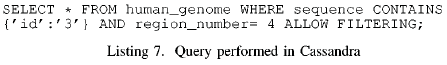 SELECT * FROM human_genome WHERE sequence CONTAINS
{'id':'3'} AND region_number= 4 ALLOW FILTERING;
Listing 7. Query performed in Cassandra